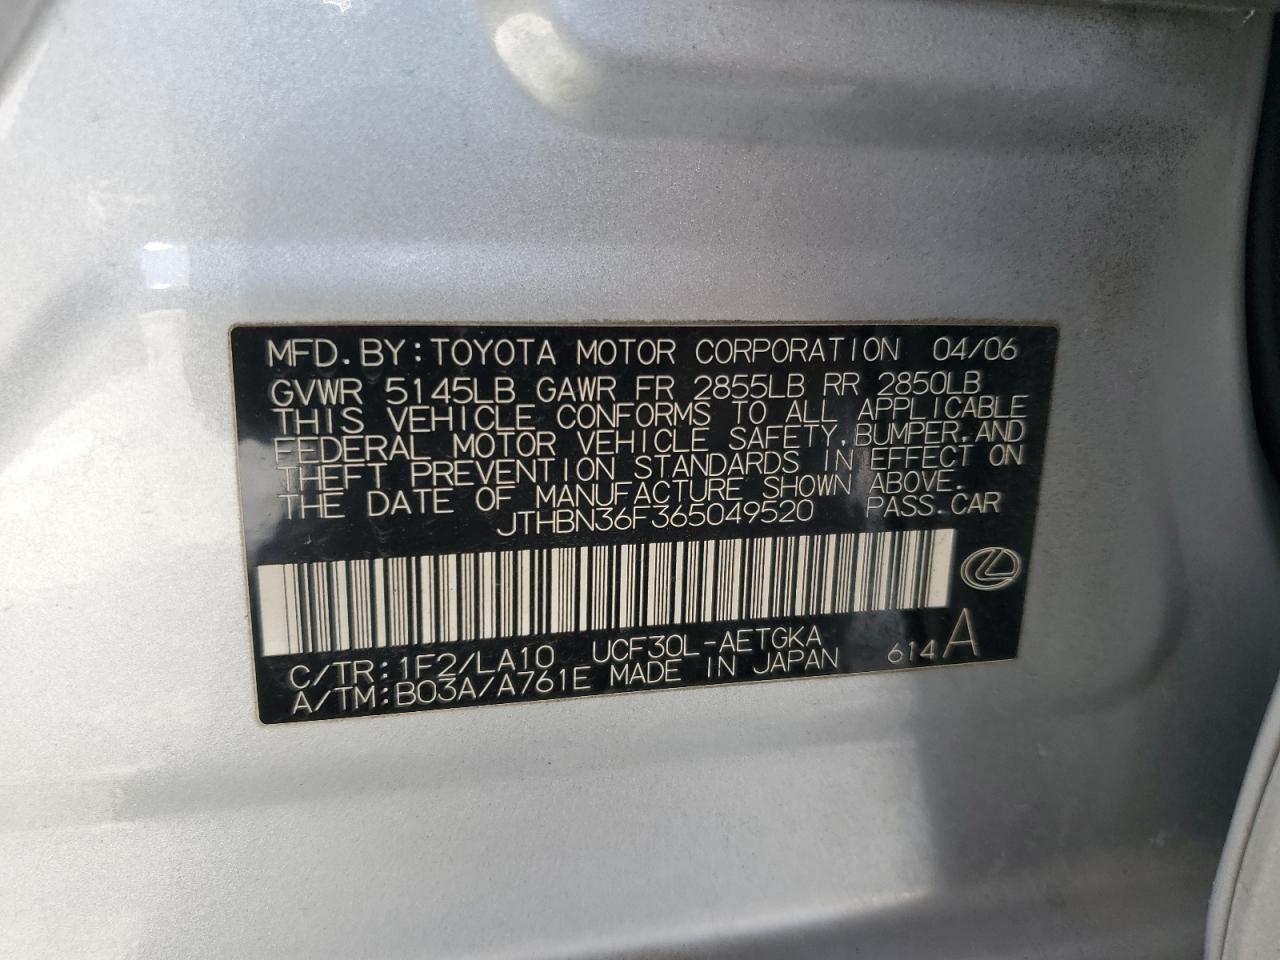 MFD. BY: TOYOTA MOTOR CORPORATION 04/06
GVWR 5145LB GAWR FR 2855LB RR 2850LB
THIS VEHICLE CONFORMS TO ALL APPLICABLE
FEDERAL MOTOR VEHICLE SAFETY, BUMPER, AND
THEFT PREVENTION STANDARDS IN EFFECT ON
THE DATE OF MANUFACTURE SHOWN ABOVE.
JTHBN36F365049520 PASS. CAR
C/TR: 1F2/LA10 UCF30L-AETGKA
A/TM: B03A/A761E MADE IN JAPAN 614 A